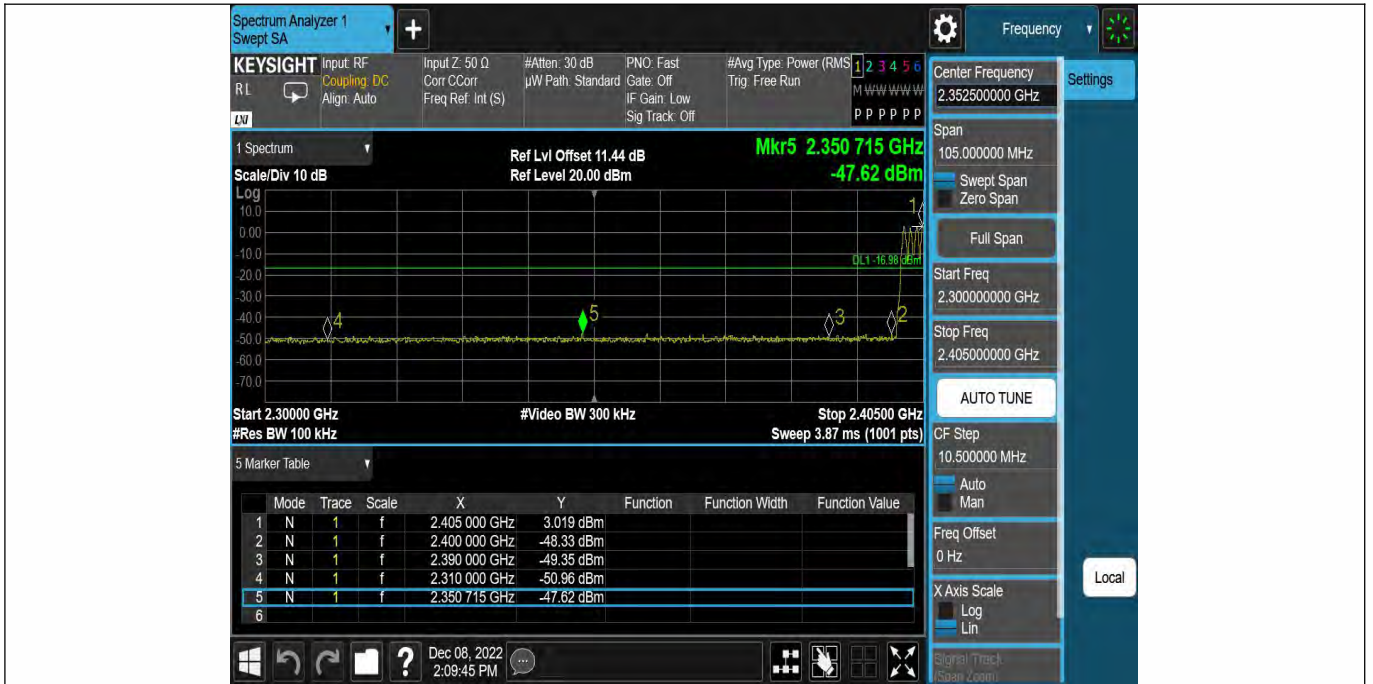 Spectrum Analyzer 1
Swept SA
+
Frequency
KEYSIGHT
R L
LXI
Input: RF
Coupling: DC
Align: Auto
Input Z: 50 Ω
Corr CCorr
Freq Ref: Int (S)
#Atten: 30 dB
µW Path: Standard
PNO: Fast
Gate: Off
IF Gain: Low
Sig Track: Off
#Avg Type: Power (RMS
Trig: Free Run
1 2 3 4 5 6
M W W W W W
P P P P P P
Center Frequency
2.352500000 GHz
Settings
Span
105.000000 MHz
Swept Span
Zero Span
Full Span
Start Freq
2.300000000 GHz
Stop Freq
2.405000000 GHz
AUTO TUNE
CF Step
10.500000 MHz
Auto
Man
Freq Offset
0 Hz
X Axis Scale
Log
Lin
Signal Track
(Span Zoom)
Local
1 Spectrum
Scale/Div 10 dB
Ref Lvl Offset 11.44 dB
Ref Level 20.00 dBm
Mkr5 2.350 715 GHz
-47.62 dBm
Log
10.0
0.00
-10.0
-20.0
-30.0
-40.0
-50.0
-60.0
-70.0
1
DL1 -16.98 dBm
4
5
3
2
Start 2.30000 GHz
#Video BW 300 kHz
Stop 2.40500 GHz
#Res BW 100 kHz
Sweep 3.87 ms (1001 pts)
5 Marker Table
Mode Trace Scale X Y Function Function Width Function Value
1 N 1 f 2.405 000 GHz 3.019 dBm
2 N 1 f 2.400 000 GHz -48.33 dBm
3 N 1 f 2.390 000 GHz -49.35 dBm
4 N 1 f 2.310 000 GHz -50.96 dBm
5 N 1 f 2.350 715 GHz -47.62 dBm
6
?
Dec 08, 2022
2:09:45 PM